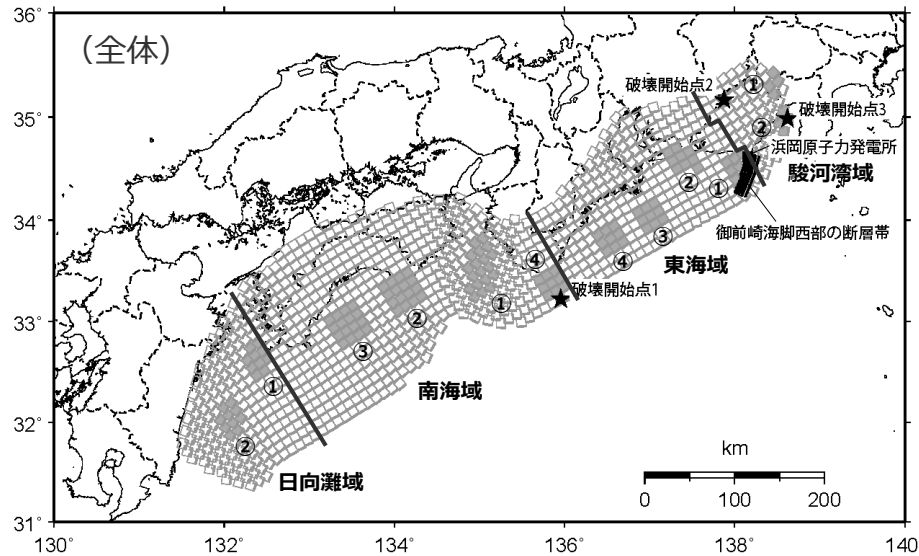 （全体）
36°
35°
34°
33°
32°
31°
130
132
134
136
138
140
破壊開始点2
①
破壊開始点3
②
浜岡原子力発電所
駿河湾域
②
①
御前崎海脚西部の断層帯
③
④
④
東海域
破壊開始点1
①
②
③
南海域
①
②
日向灘域
km
0 100 200